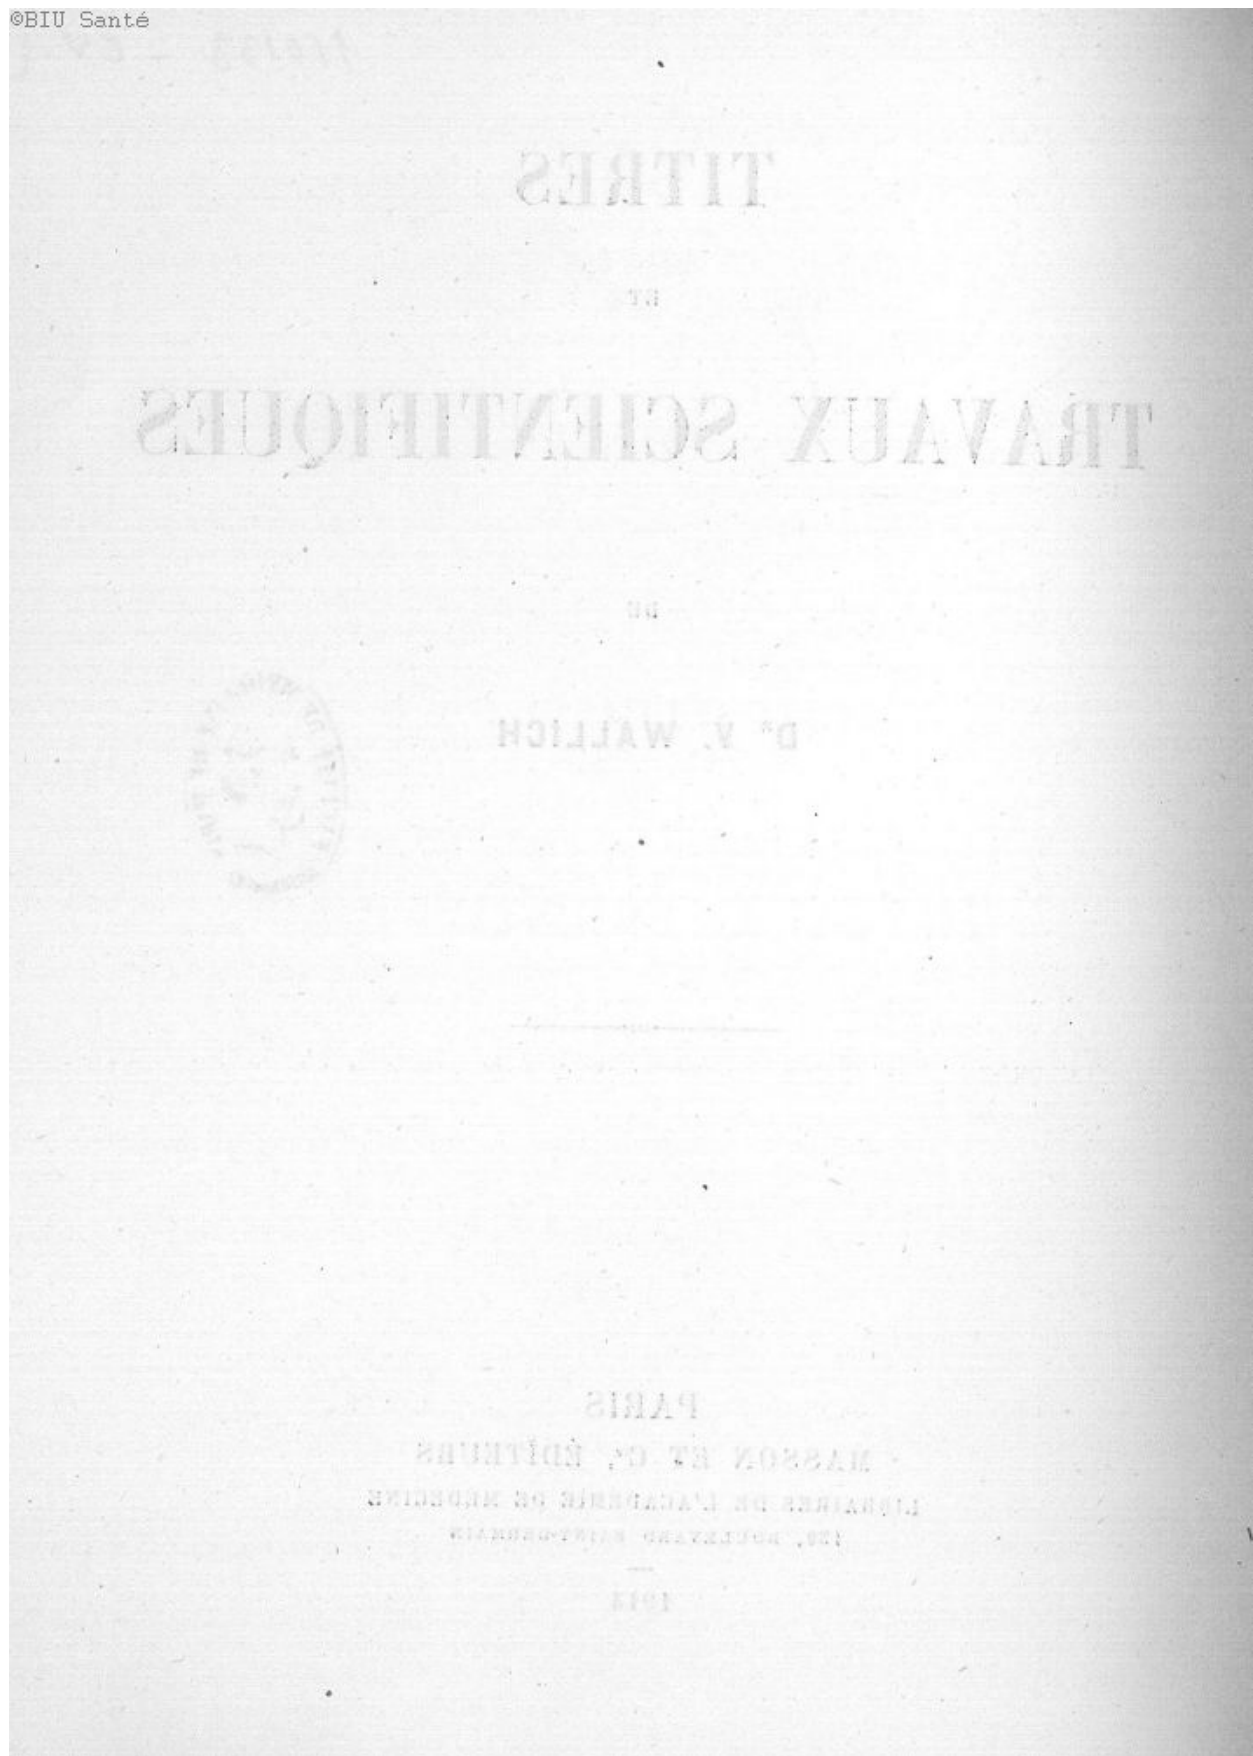 ©BIU Santé
TITRES
ET
TRAVAUX SCIENTIFIQUES
DE
Dr V. WALLICH
PARIS
MASSON ET Cie, ÉDITEURS
LIBRAIRES DE L'ACADÉMIE DE MÉDECINE
120, BOULEVARD SAINT-GERMAIN